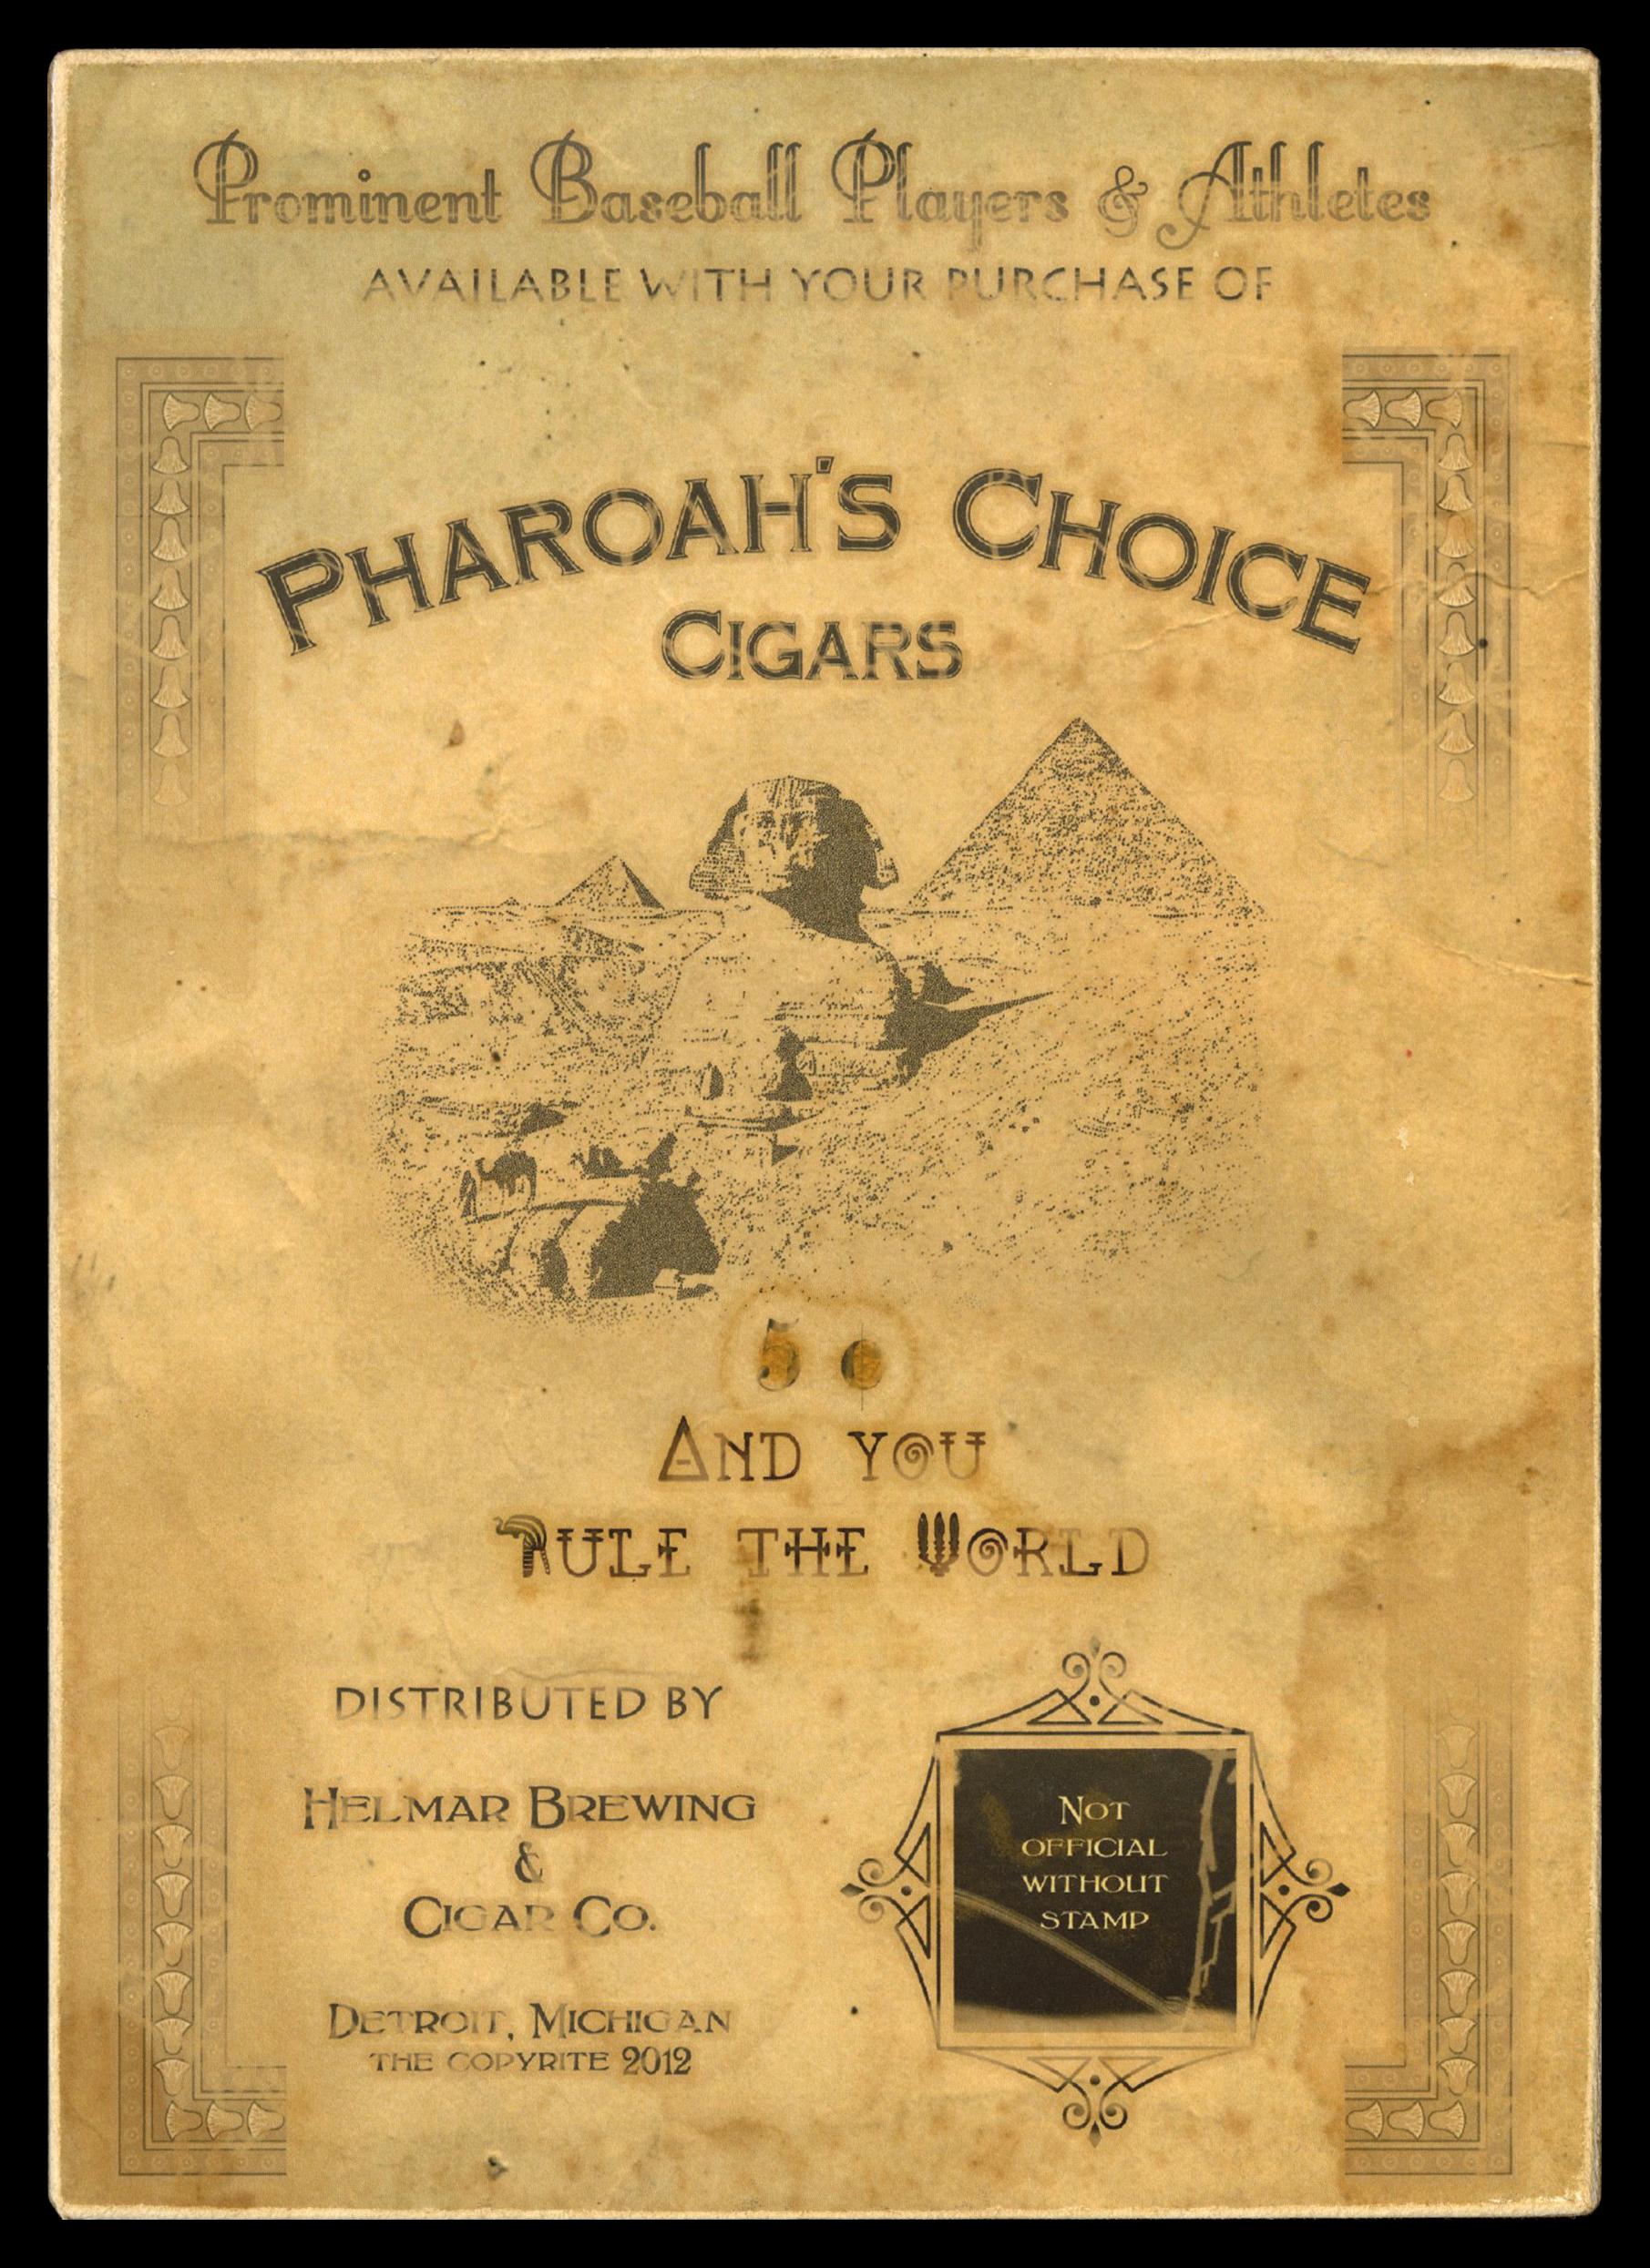 Prominent Baseball Players & Athletes
AVAILABLE WITH YOUR PURCHASE OF
PHAROAH'S CHOICE
CIGARS
5 ¢
AND YOU
RULE THE WORLD
DISTRIBUTED BY
HELMAR BREWING
&
CIGAR CO.
DETROIT, MICHIGAN
THE COPYRITE 2012
NOT
OFFICIAL
WITHOUT
STAMP